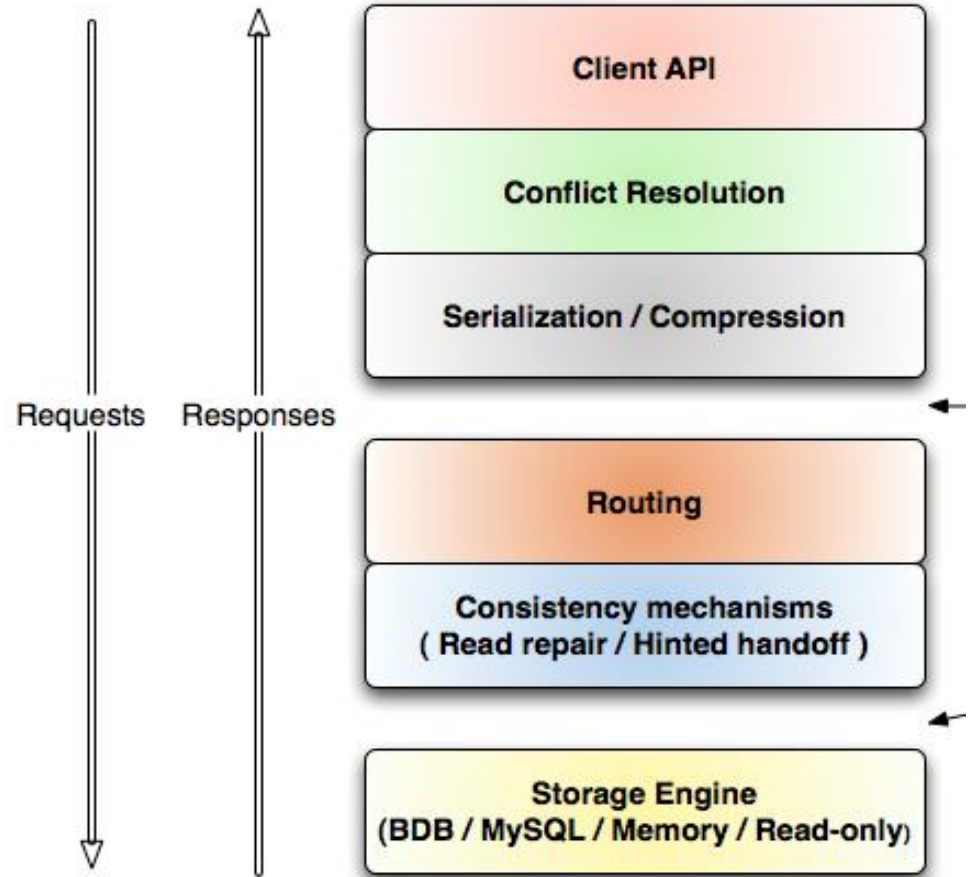 Client API
Conflict Resolution
Serialization / Compression
Requests
Responses
Routing
Consistency mechanisms
( Read repair / Hinted handoff )
Storage Engine
(BDB / MySQL / Memory / Read-only)